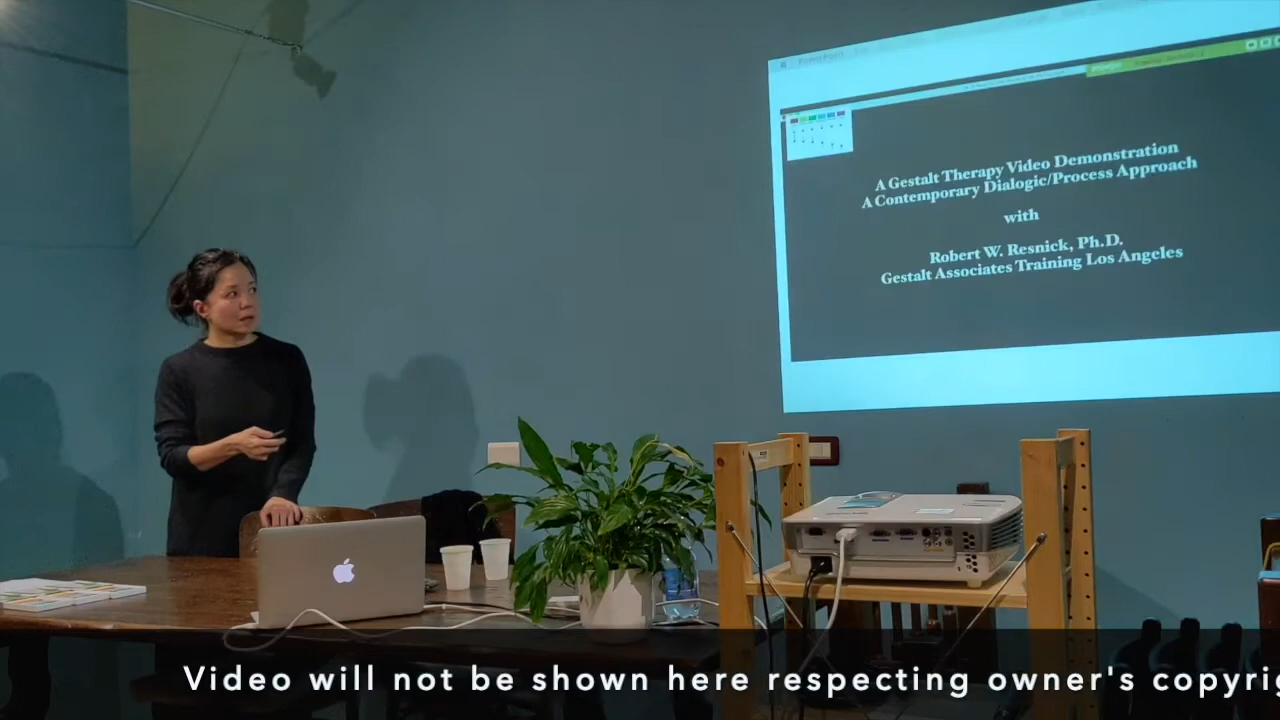 A Gestalt Therapy Video Demonstration
A Contemporary Dialogic/Process Approach
with
Robert W. Resnick, Ph.D.
Gestalt Associates Training Los Angeles
Video will not be shown here respecting owner's copyrig